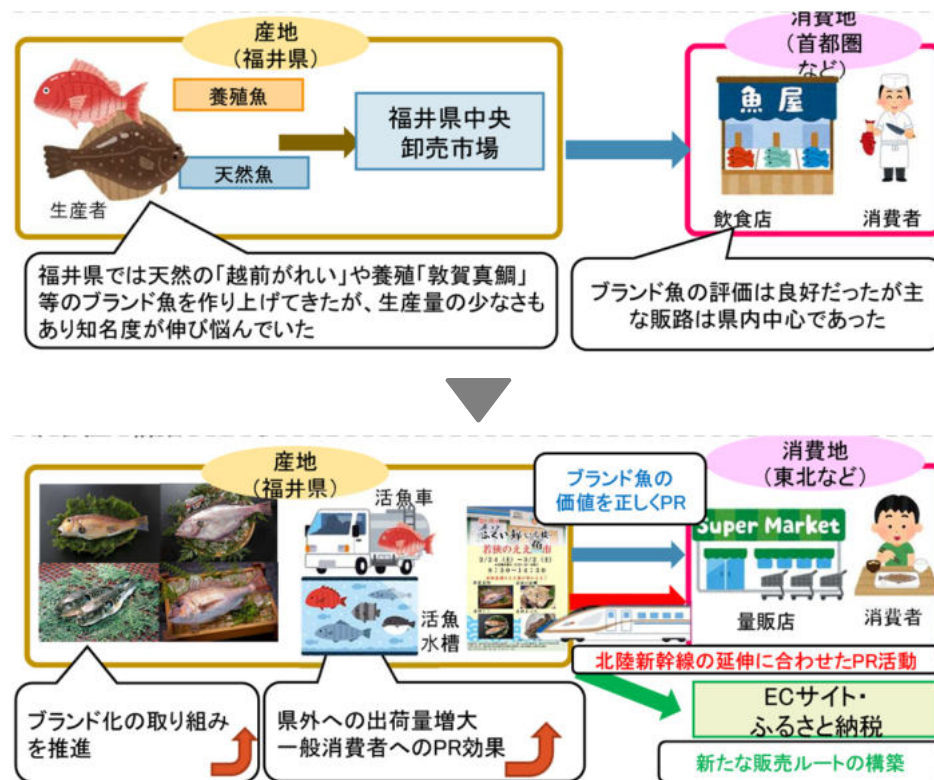 産地
（福井県）
消費地
（首都圏
など）
養殖魚
天然魚
生産者
福井県中央
卸売市場
魚屋
飲食店
消費者
福井県では天然の「越前がれい」や養殖「敦賀真鯛」
等のブランド魚を作り上げてきたが、生産量の少なさも
あり知名度が伸び悩んでいた
ブランド魚の評価は良好だったが主
な販路は県内中心であった
産地
（福井県）
消費地
（東北など）
ブランド魚の
価値を正しくPR
活魚車
活魚
水槽
若狭のええ魚市
Super Market
量販店
消費者
北陸新幹線の延伸に合わせたPR活動
ECサイト・
ふるさと納税
新たな販売ルートの構築
ブランド化の取り組み
を推進
県外への出荷量増大
一般消費者へのPR効果